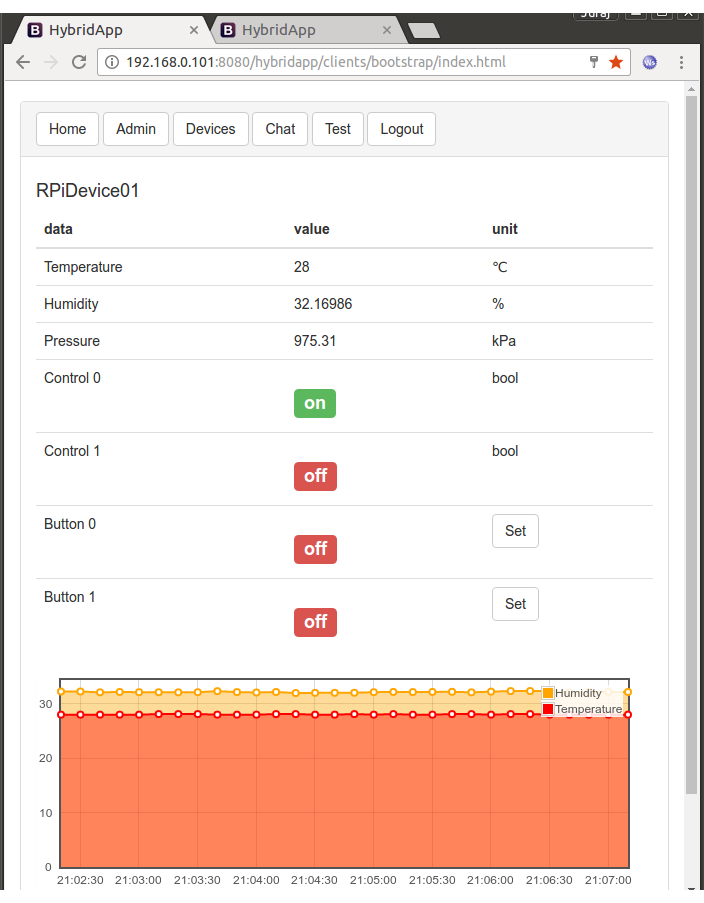 Juraj
HybridApp × HybridApp ×
192.168.0.101:8080/hybridapp/clients/bootstrap/index.html Ws
Home Admin Devices Chat Test Logout
RPiDevice01
data value unit
Temperature 28 ℃
Humidity 32.16986 %
Pressure 975.31 kPa
Control 0 bool
on
Control 1 bool
off
Button 0 Set
off
Button 1 Set
off
Humidity
Temperature
30
20
10
0
21:02:30 21:03:00 21:03:30 21:04:00 21:04:30 21:05:00 21:05:30 21:06:00 21:06:30 21:07:00